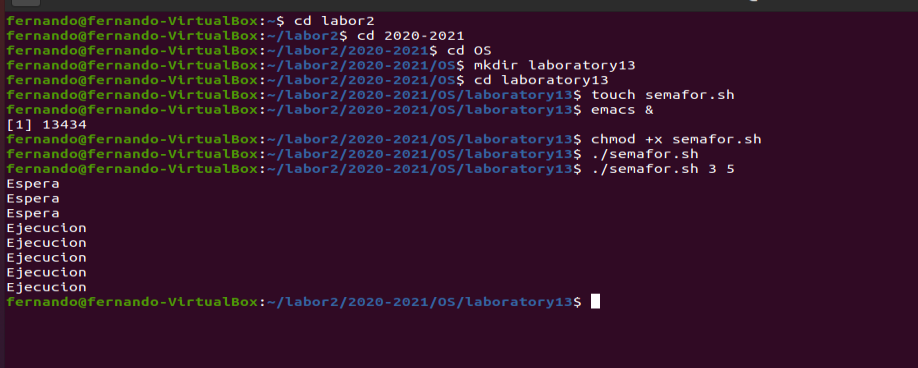 fernando@fernando-VirtualBox:~$ cd labor2
fernando@fernando-VirtualBox:~/labor2$ cd 2020-2021
fernando@fernando-VirtualBox:~/labor2/2020-2021$ cd OS
fernando@fernando-VirtualBox:~/labor2/2020-2021/OS$ mkdir laboratory13
fernando@fernando-VirtualBox:~/labor2/2020-2021/OS$ cd laboratory13
fernando@fernando-VirtualBox:~/labor2/2020-2021/OS/laboratory13$ touch semafor.sh
fernando@fernando-VirtualBox:~/labor2/2020-2021/OS/laboratory13$ emacs &
[1] 13434
fernando@fernando-VirtualBox:~/labor2/2020-2021/OS/laboratory13$ chmod +x semafor.sh
fernando@fernando-VirtualBox:~/labor2/2020-2021/OS/laboratory13$ ./semafor.sh
fernando@fernando-VirtualBox:~/labor2/2020-2021/OS/laboratory13$ ./semafor.sh 3 5
Espera
Espera
Espera
Ejecucion
Ejecucion
Ejecucion
Ejecucion
Ejecucion
fernando@fernando-VirtualBox:~/labor2/2020-2021/OS/laboratory13$